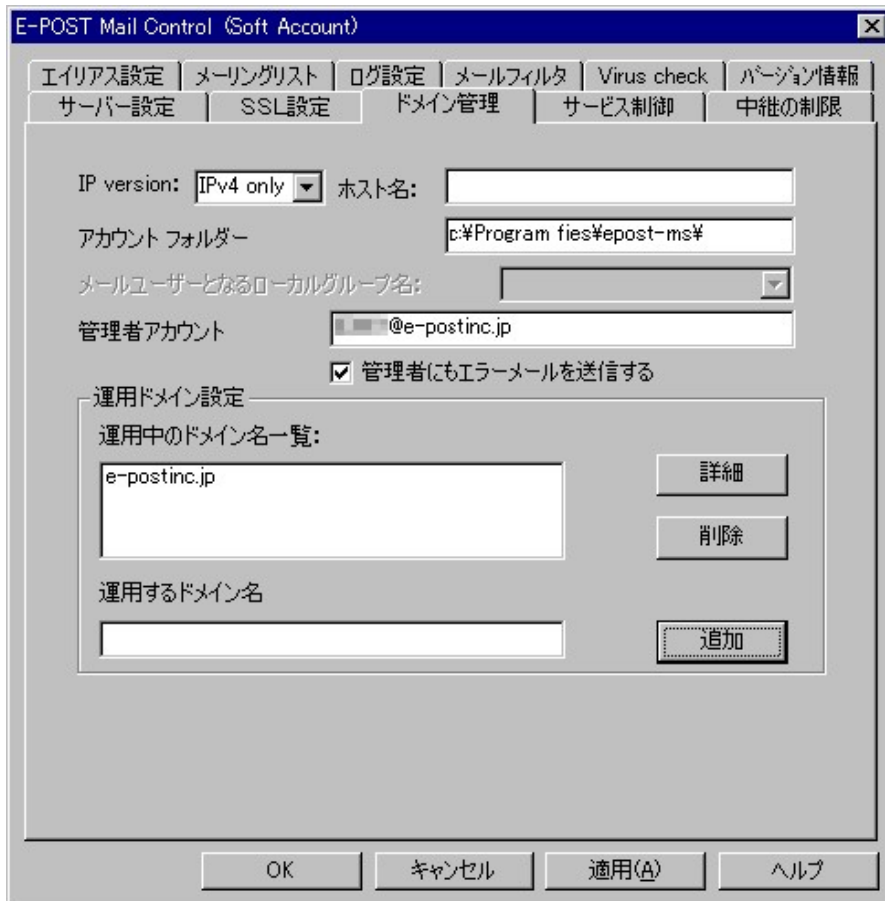 E-POST Mail Control (Soft Account)
エイリアス設定 メーリングリスト ログ設定 メールフィルタ Virus check バージョン情報
サーバー設定 SSL設定 ドメイン管理 サービス制御 中継の制限
IP version: IPv4 only ホスト名:
アカウント フォルダー c:¥Program fies¥epost-ms¥
メールユーザーとなるローカルグループ名:
管理者アカウント @e-postinc.jp
管理者にもエラーメールを送信する
運用ドメイン設定
運用中のドメイン名一覧:
e-postinc.jp
詳細
削除
運用するドメイン名
追加
OK キャンセル 適用(A) ヘルプ